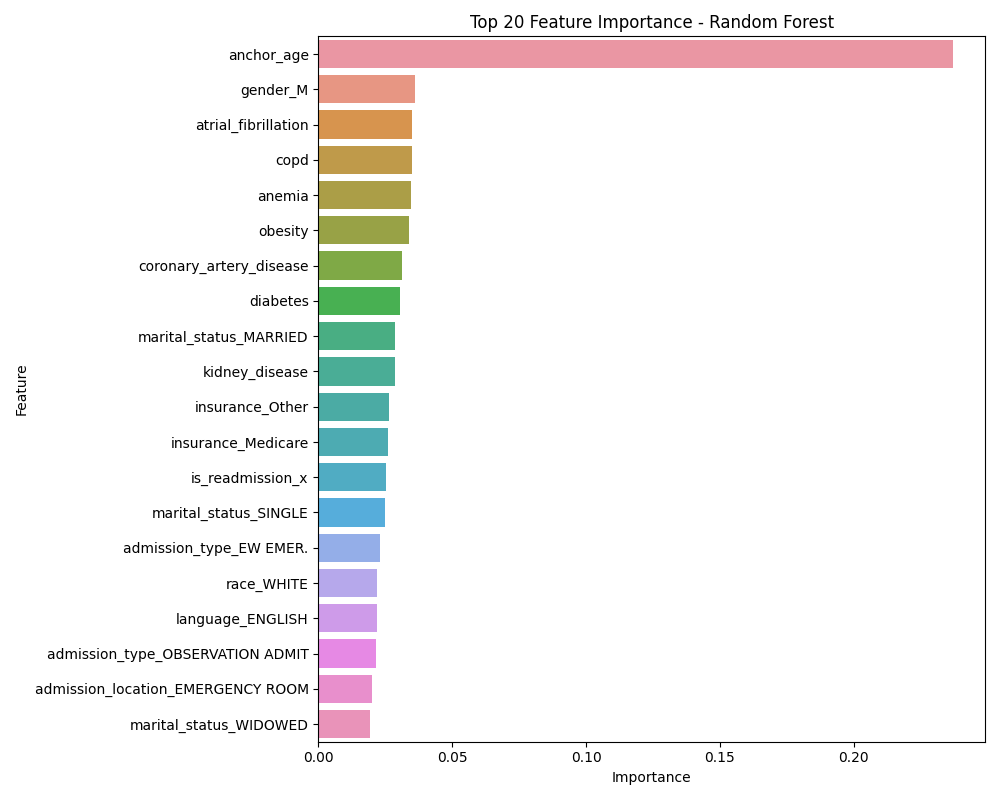 Top 20 Feature Importance - Random Forest
anchor_age
gender_M
atrial_fibrillation
copd
anemia
obesity
coronary_artery_disease
diabetes
marital_status_MARRIED
kidney_disease
insurance_Other
insurance_Medicare
is_readmission_x
marital_status_SINGLE
admission_type_EW EMER.
race_WHITE
language_ENGLISH
admission_type_OBSERVATION ADMIT
admission_location_EMERGENCY ROOM
marital_status_WIDOWED
Feature
0.00 0.05 0.10 0.15 0.20
Importance